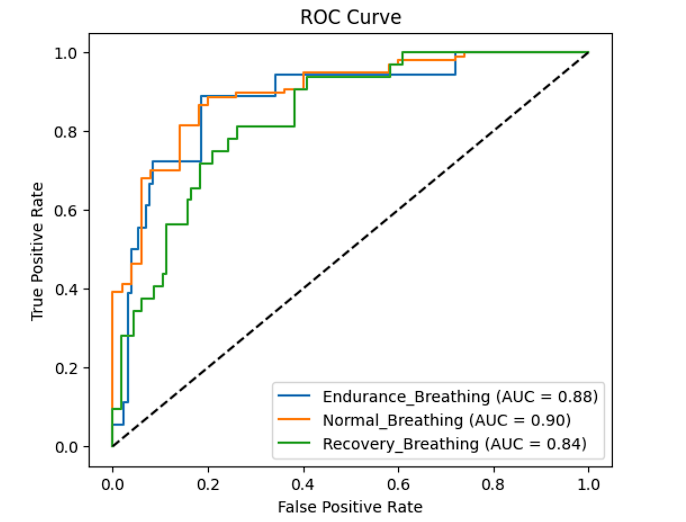 ROC Curve
True Positive Rate
1.0
0.8
0.6
0.4
0.2
0.0
Endurance_Breathing (AUC = 0.88)
Normal_Breathing (AUC = 0.90)
Recovery_Breathing (AUC = 0.84)
0.0 0.2 0.4 0.6 0.8 1.0
False Positive Rate